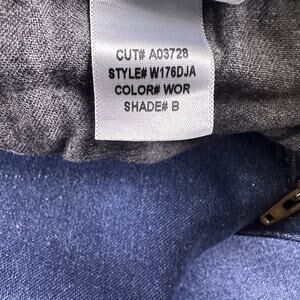 CUT# A03728
STYLE# W176DJA
COLOR# WOR
SHADE# B